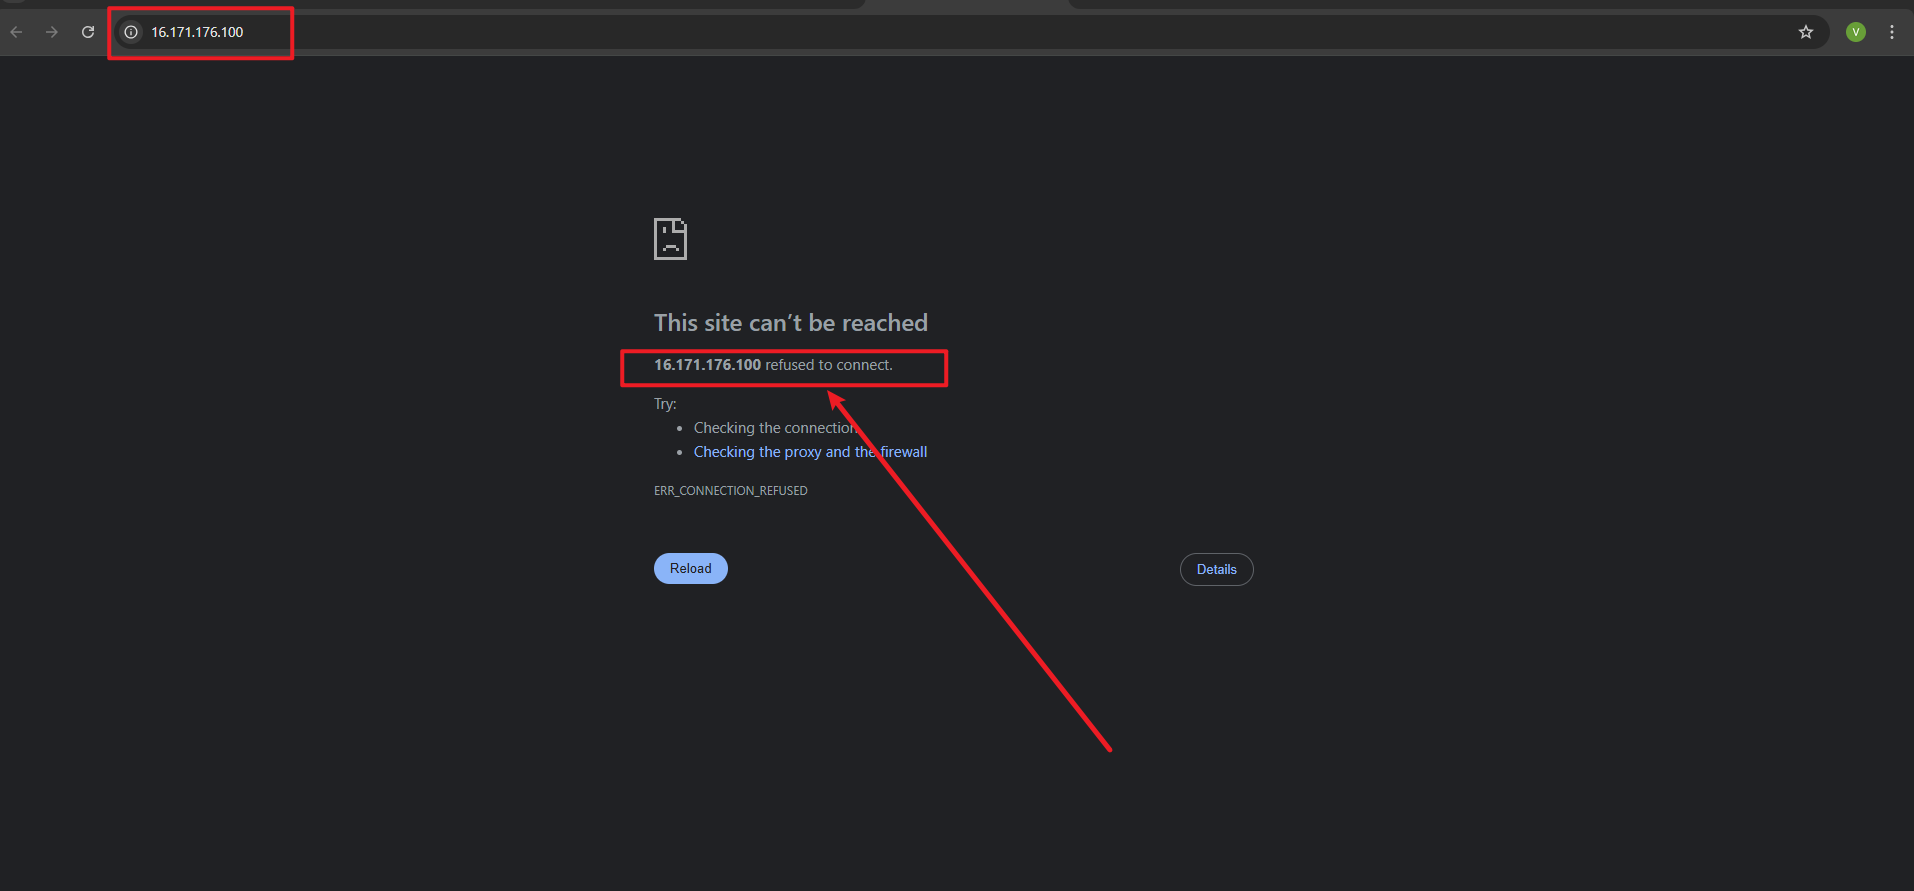 16.171.176.100
V
This site can’t be reached
16.171.176.100 refused to connect.
Try:
Checking the connection
Checking the proxy and the firewall
ERR_CONNECTION_REFUSED
Reload
Details